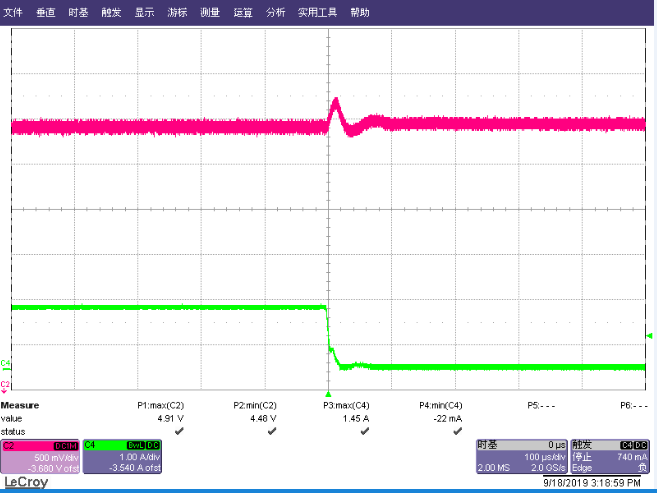 文件 垂直 时基 触发 显示 游标 测量 运算 分析 实用工具 帮助
C4
C2
Measure P1:max(C2) P2:min(C2) P3:max(C4) P4:min(C4) P5:- - - P6:- - -
value 4.91 V 4.48 V 1.45 A -22 mA
status
C2 DC1M C4 BwL DC 时基 0 µs 触发 C4 DC
500 mV/div 1.00 A/div 100 µs/div 停止 740 mA
-3.680 V ofst -3.540 A ofst 2.00 MS 2.0 GS/s Edge 负
LeCroy 9/18/2019 3:18:59 PM